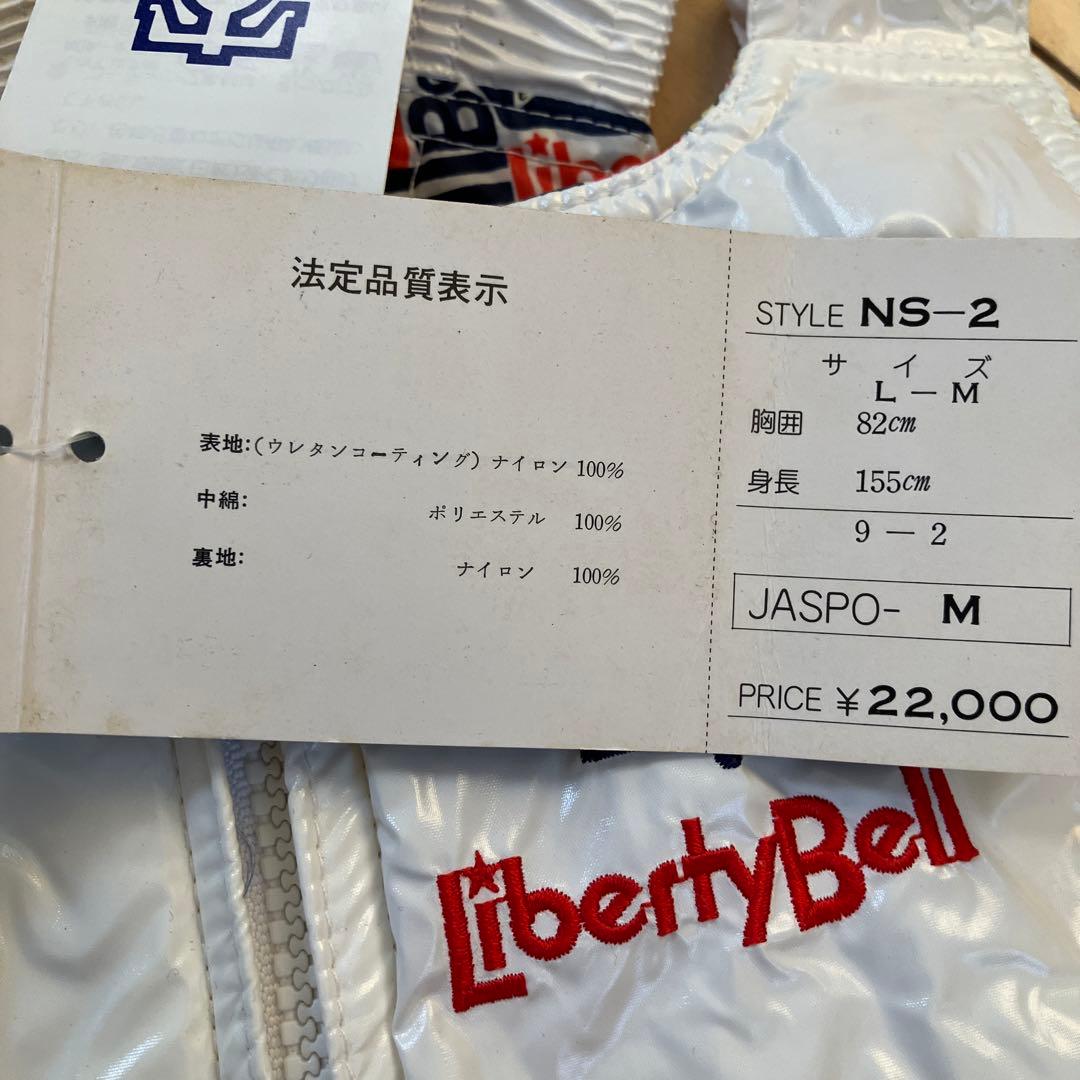 Liberty
法定品質表示
表地:(ウレタンコーティング) ナイロン 100%
中綿: ポリエステル 100%
裏地: ナイロン 100%
STYLE NS-2
サイズ
L-M
胸囲 82cm
身長 155cm
9-2
JASPO- M
PRICE ¥22,000
LibertyBell